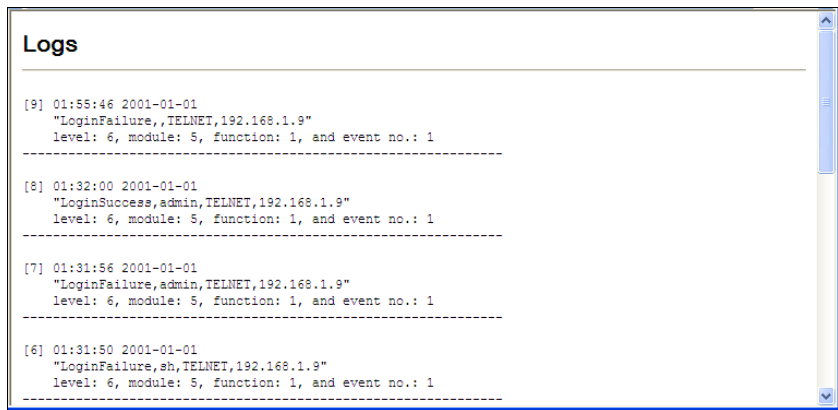 Logs
[9] 01:55:46 2001-01-01
"LoginFailure,,TELNET,192.168.1.9"
level: 6, module: 5, function: 1, and event no.: 1
----------------------------------------------------------------
[8] 01:32:00 2001-01-01
"LoginSuccess,admin,TELNET,192.168.1.9"
level: 6, module: 5, function: 1, and event no.: 1
----------------------------------------------------------------
[7] 01:31:56 2001-01-01
"LoginFailure,admin,TELNET,192.168.1.9"
level: 6, module: 5, function: 1, and event no.: 1
----------------------------------------------------------------
[6] 01:31:50 2001-01-01
"LoginFailure,sh,TELNET,192.168.1.9"
level: 6, module: 5, function: 1, and event no.: 1
----------------------------------------------------------------